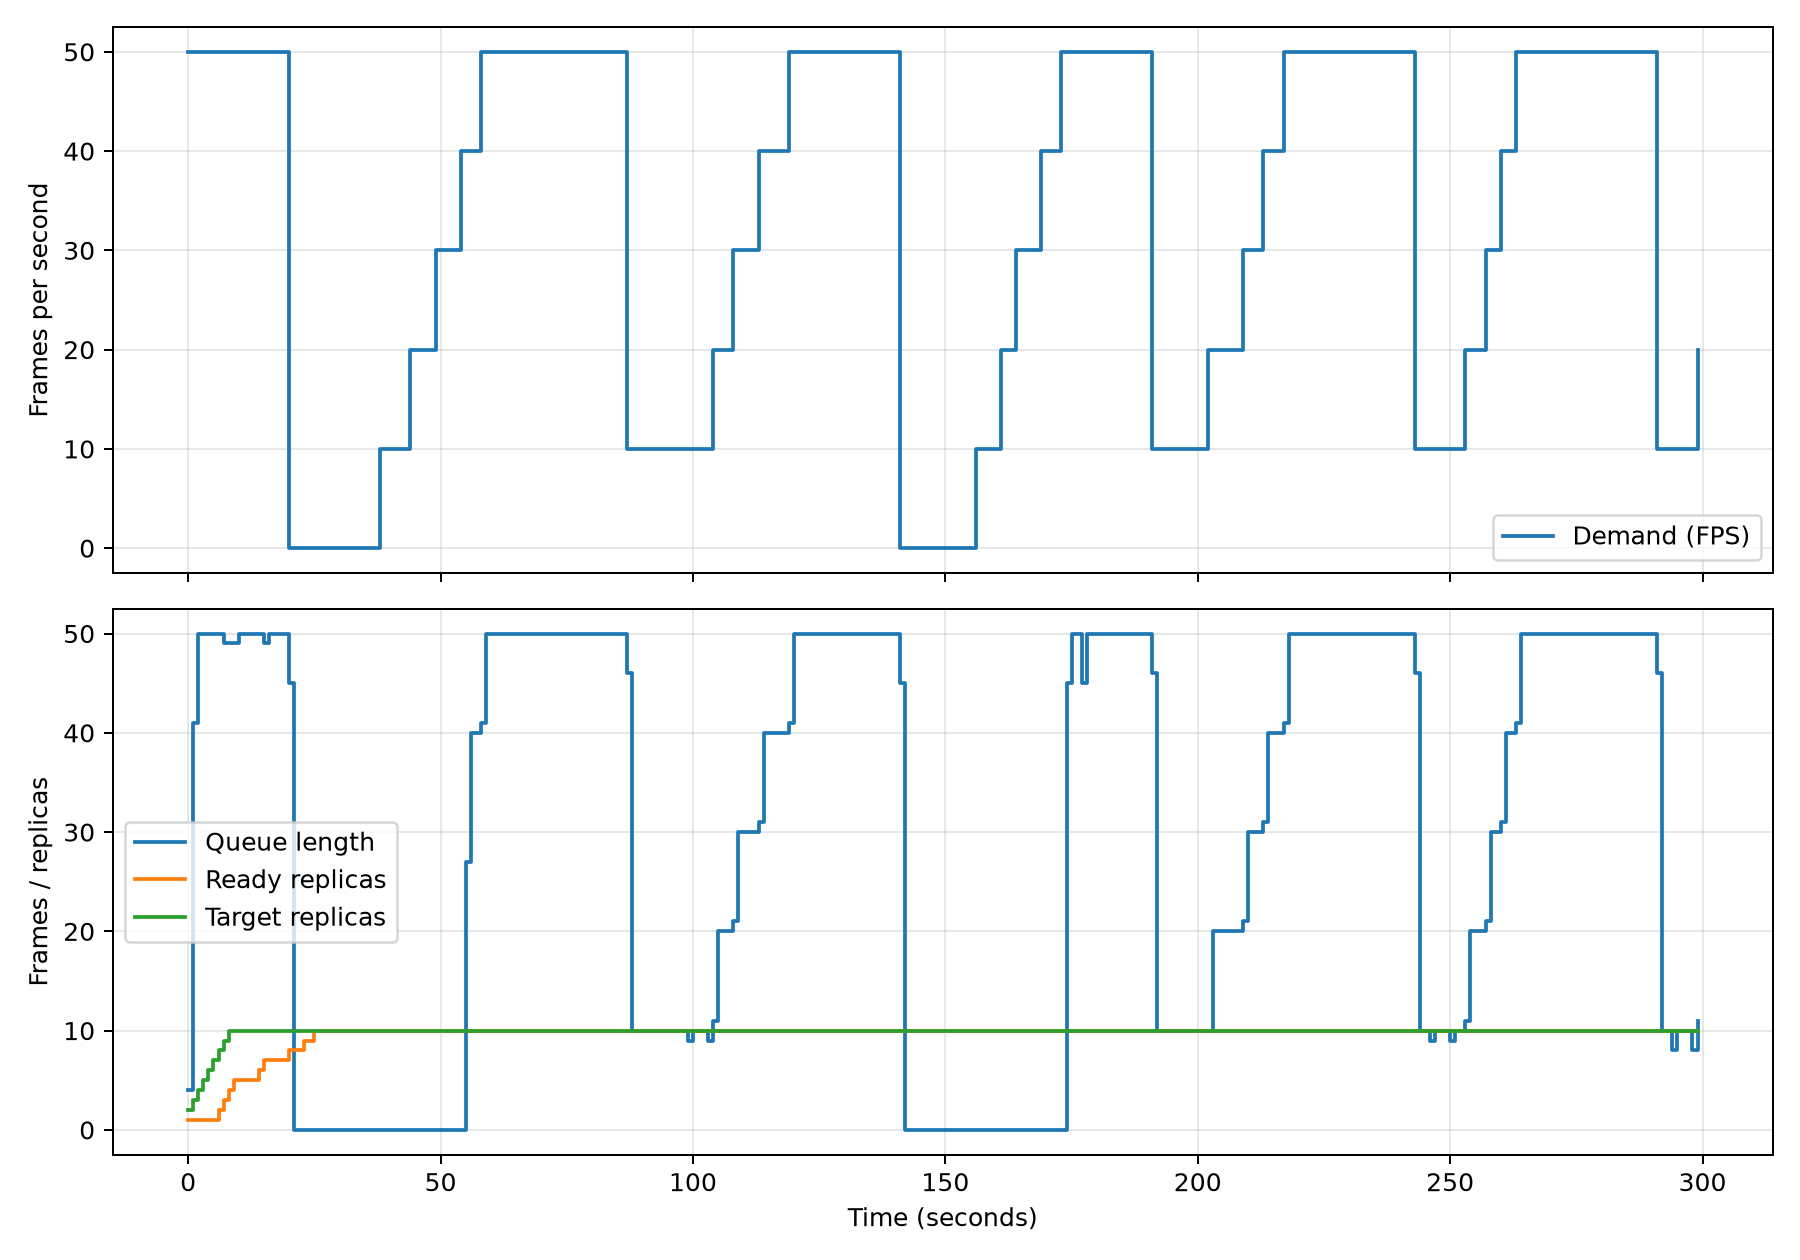 50
40
30
20
10
0
Frames per second
Demand (FPS)
50
40
30
20
10
0
Frames / replicas
Queue length
Ready replicas
Target replicas
0 50 100 150 200 250 300
Time (seconds)